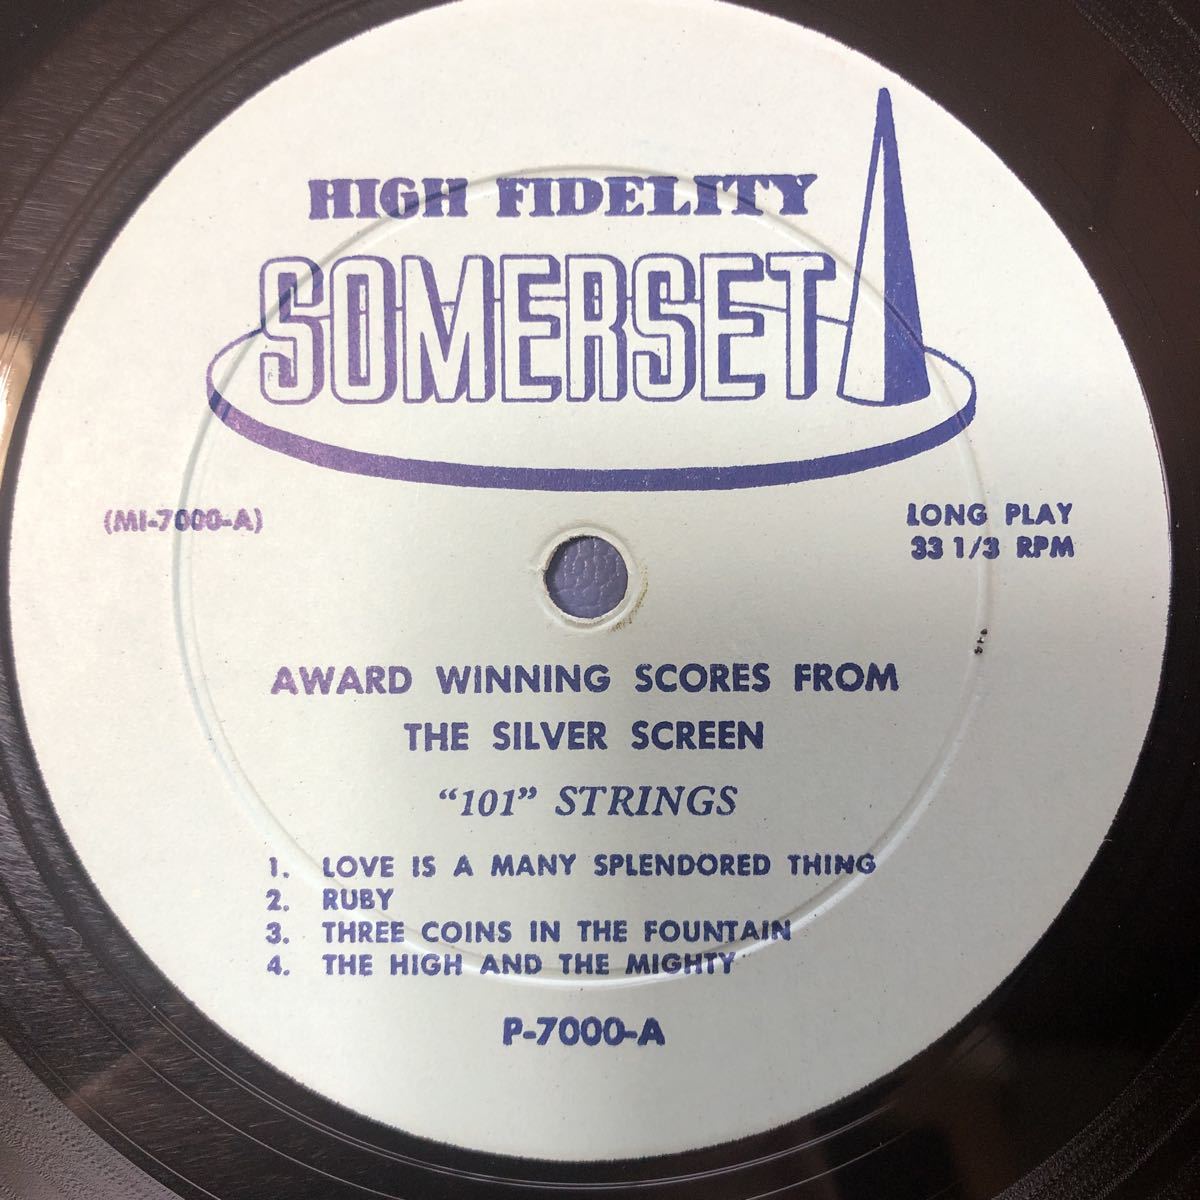 HIGH FIDELITY
SOMERSET
(MI-7000-A)
LONG PLAY
33 1/3 RPM
AWARD WINNING SCORES FROM
THE SILVER SCREEN
“101” STRINGS
1. LOVE IS A MANY SPLENDORED THING
2. RUBY
3. THREE COINS IN THE FOUNTAIN
4. THE HIGH AND THE MIGHTY
P-7000-A